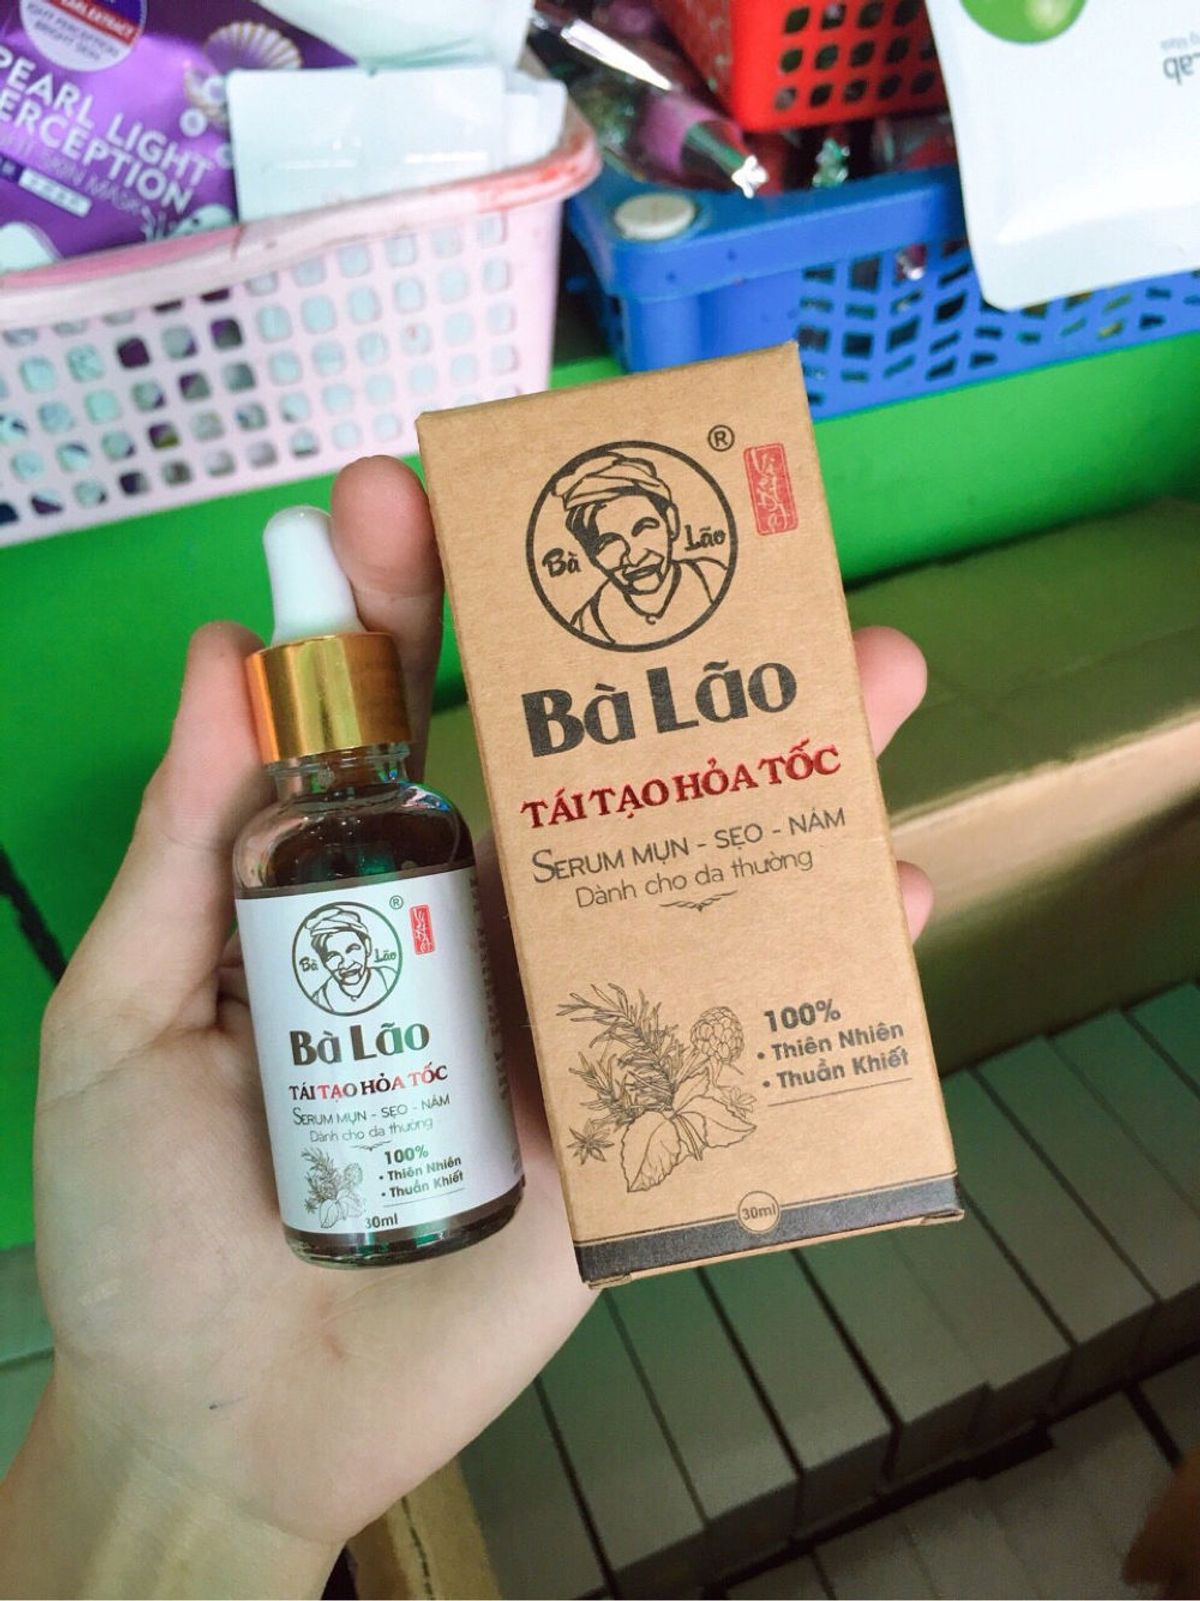 PEARL LIGHT
PERCEPTION
Lab
®
Bà Lão
Bà Lão
TÁI TẠO HỎA TỐC
SERUM MỤN - SẸO - NÁM
Dành cho da thường
100%
• Thiên Nhiên
• Thuần Khiết
30ml
®
Bà Lão
Bà Lão
TÁI TẠO HỎA TỐC
SERUM MỤN - SẸO - NÁM
Dành cho da thường
100%
• Thiên Nhiên
• Thuần Khiết
30ml